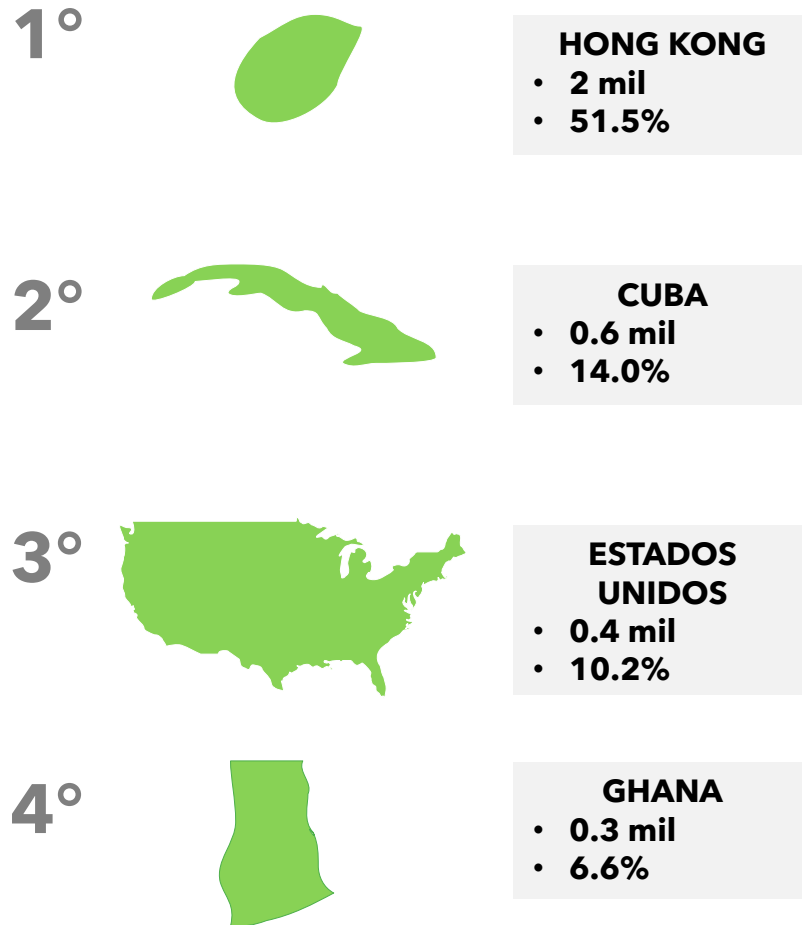 1°
HONG KONG
• 2 mil
• 51.5%
2°
CUBA
• 0.6 mil
• 14.0%
3°
ESTADOS
UNIDOS
• 0.4 mil
• 10.2%
4°
GHANA
• 0.3 mil
• 6.6%